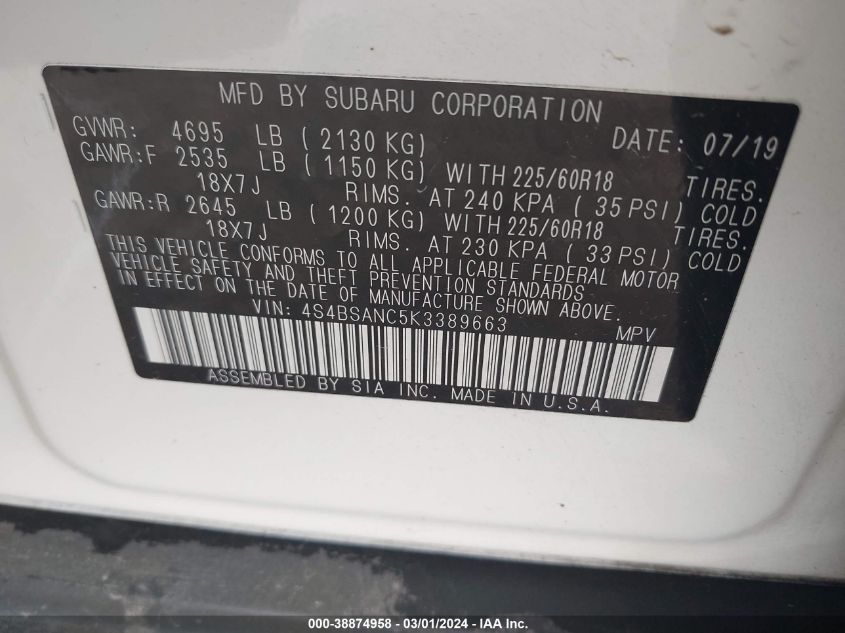 MFD BY SUBARU CORPORATION
GVWR: 4695 LB ( 2130 KG) DATE: 07/19
GAWR:F 2535 LB ( 1150 KG) WITH 225/60R18 TIRES.
18X7J RIMS. AT 240 KPA ( 35 PSI) COLD
GAWR:R 2645 LB ( 1200 KG) WITH 225/60R18 TIRES.
18X7J RIMS. AT 230 KPA ( 33 PSI) COLD
THIS VEHICLE CONFORMS TO ALL APPLICABLE FEDERAL MOTOR
VEHICLE SAFETY AND THEFT PREVENTION STANDARDS
IN EFFECT ON THE DATE OF MANUFACTURE SHOWN ABOVE.
VIN: 4S4BSANC5K3389663 MPV
ASSEMBLED BY SIA INC. MADE IN U.S.A.
000-38874958 - 03/01/2024 - IAA Inc.